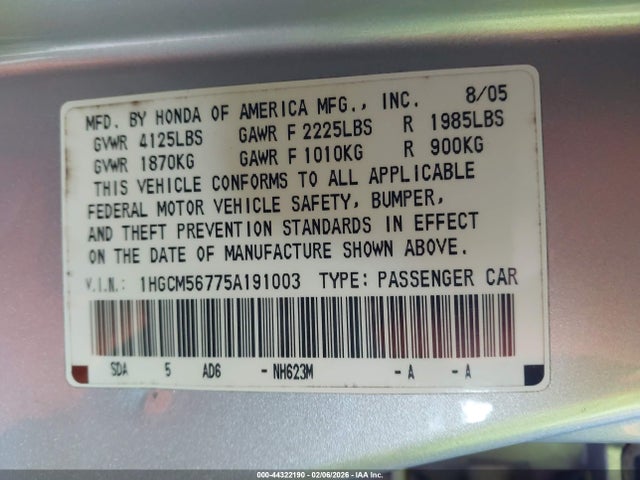 MFD. BY HONDA OF AMERICA MFG., INC. 8/05
GVWR 4125LBS GAWR F 2225LBS R 1985LBS
GVWR 1870KG GAWR F 1010KG R 900KG
THIS VEHICLE CONFORMS TO ALL APPLICABLE
FEDERAL MOTOR VEHICLE SAFETY, BUMPER,
AND THEFT PREVENTION STANDARDS IN EFFECT
ON THE DATE OF MANUFACTURE SHOWN ABOVE.
V.I.N.: 1HGCM56775A191003 TYPE: PASSENGER CAR
SDA 5 AD6 - NH623M - A - A
000-44322190 - 02/06/2026 - IAA Inc.